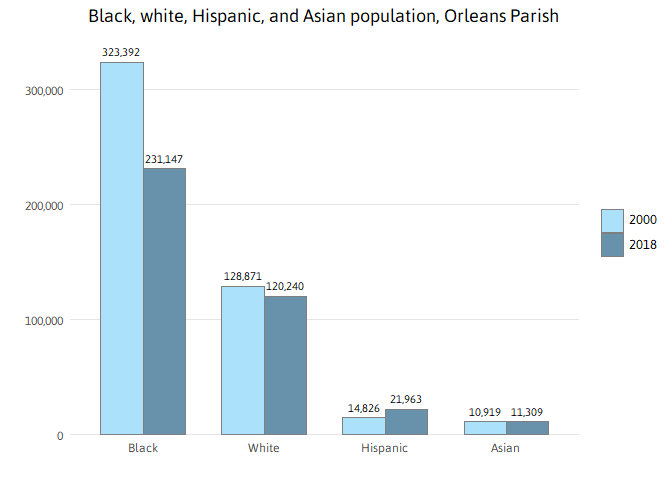 Black, white, Hispanic, and Asian population, Orleans Parish
323,392
300,000
231,147
200,000
2000
2018
128,871
120,240
100,000
14,826
21,963
10,919
11,309
0
Black
White
Hispanic
Asian